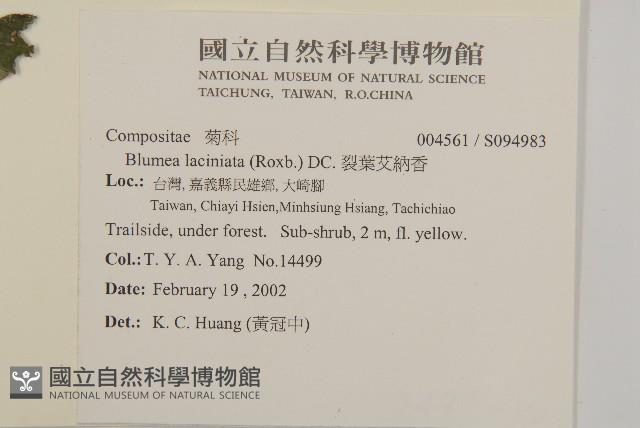 國立自然科學博物館
NATIONAL MUSEUM OF NATURAL SCIENCE
TAICHUNG, TAIWAN, R.O.CHINA
Compositae 菊科 004561 / S094983
Blumea laciniata (Roxb.) DC. 裂葉艾納香
Loc.: 台灣, 嘉義縣民雄鄉, 大崎腳
Taiwan, Chiayi Hsien,Minhsiung Hsiang, Tachichiao
Trailside, under forest. Sub-shrub, 2 m, fl. yellow.
Col.: T. Y. A. Yang No.14499
Date: February 19 , 2002
Det.: K. C. Huang (黃冠中)
國立自然科學博物館
NATIONAL MUSEUM OF NATURAL SCIENCE